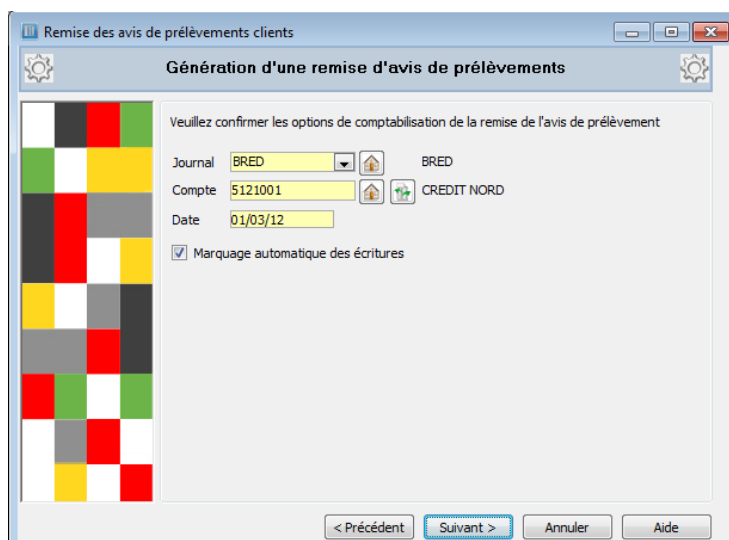 Remise des avis de prélèvements clients
Génération d'une remise d'avis de prélèvements
Veuillez confirmer les options de comptabilisation de la remise de l'avis de prélèvement
Journal BRED BRED
Compte 5121001 CREDIT NORD
Date 01/03/12
Marquage automatique des écritures
< Précédent Suivant > Annuler Aide